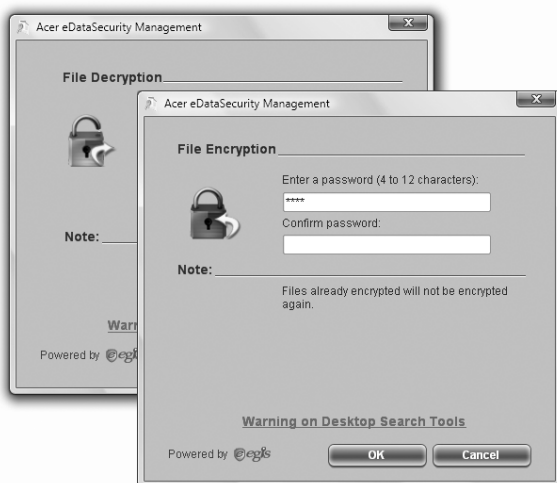 Acer eDataSecurity Management
X
File Decryption
Note:
Powered by
Acer eDataSecurity Management
X
File Encryption
Enter a password (4 to 12 characters):
****
Confirm password:
Note:
Files already encrypted will not be encrypted
again.
Warning on Desktop Search Tools
Powered by egis
OK
Cancel